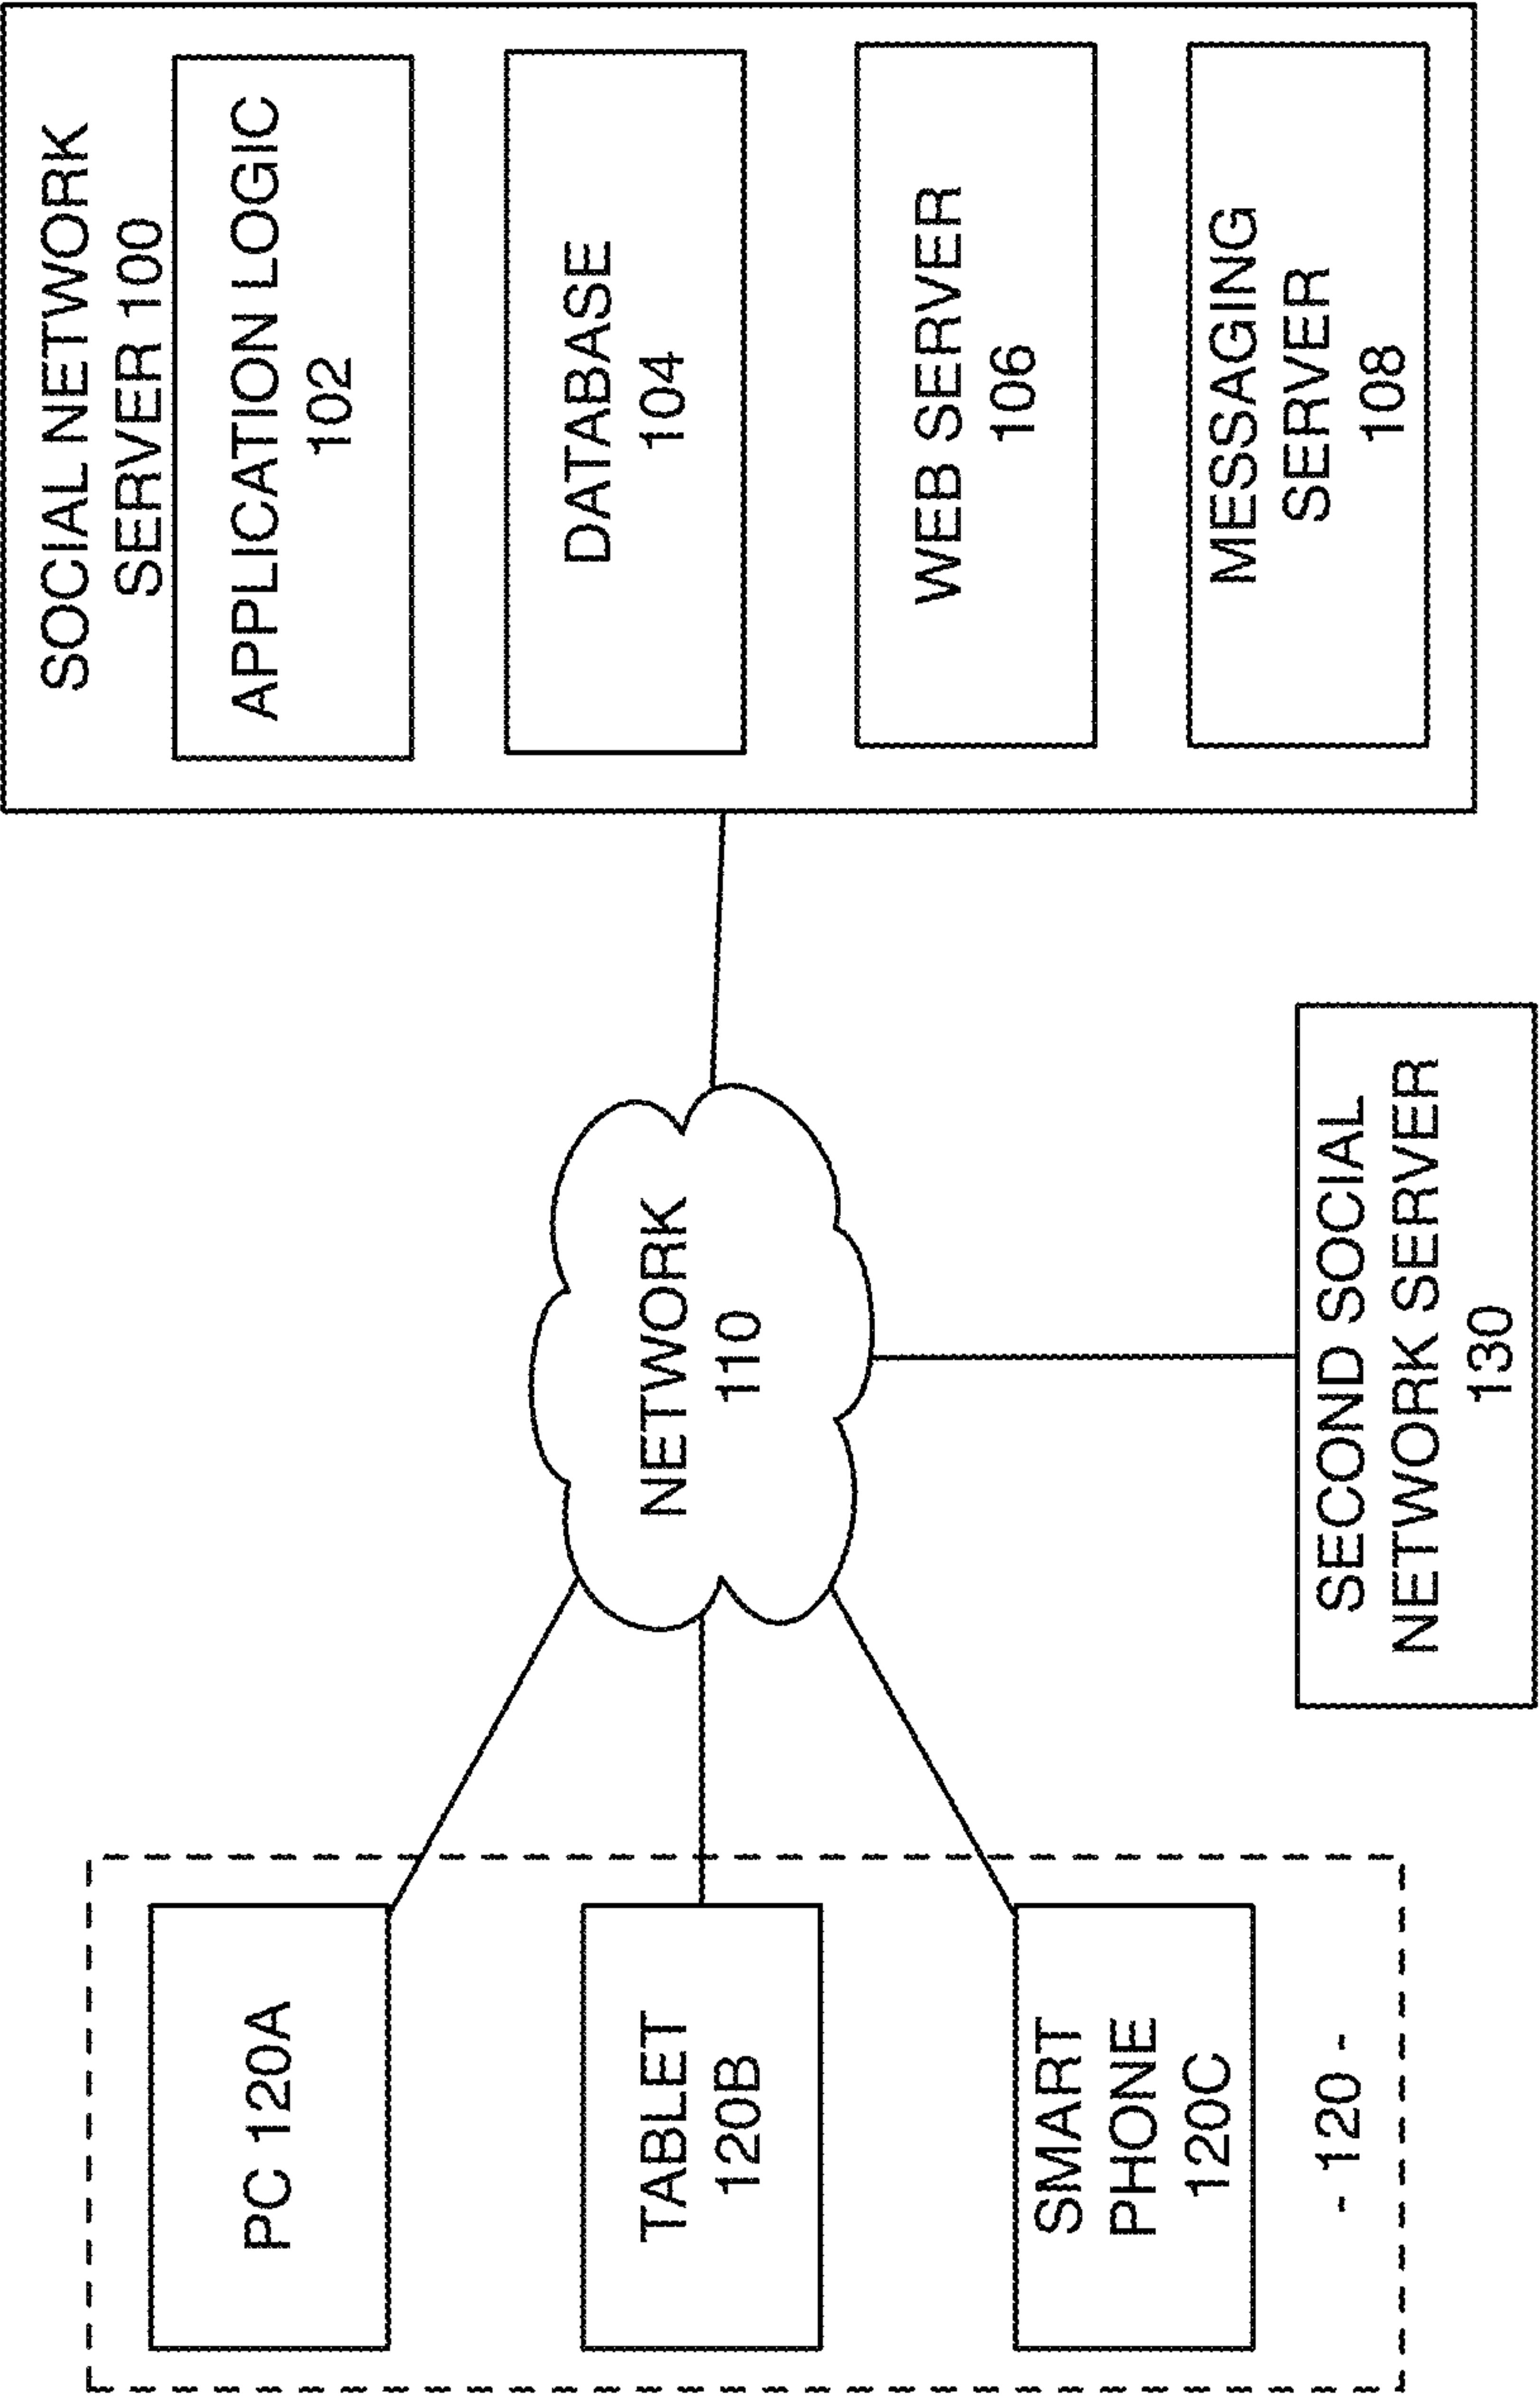 PC 120A
TABLET
120B
SMART
PHONE
120C
- 120 -
NETWORK
110
SECOND SOCIAL
NETWORK SERVER
130
SOCIAL NETWORK
SERVER 100
APPLICATION LOGIC
102
DATABASE
104
WEB SERVER
106
MESSAGING
SERVER
108